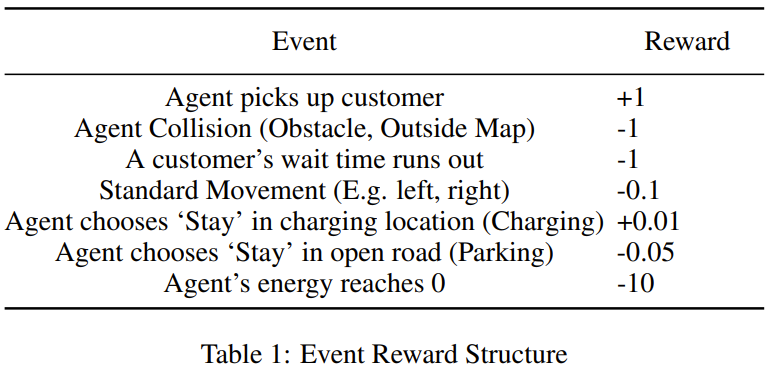 Event Reward
Agent picks up customer +1
Agent Collision (Obstacle, Outside Map) -1
A customer’s wait time runs out -1
Standard Movement (E.g. left, right) -0.1
Agent chooses ‘Stay’ in charging location (Charging) +0.01
Agent chooses ‘Stay’ in open road (Parking) -0.05
Agent’s energy reaches 0 -10
Table 1: Event Reward Structure